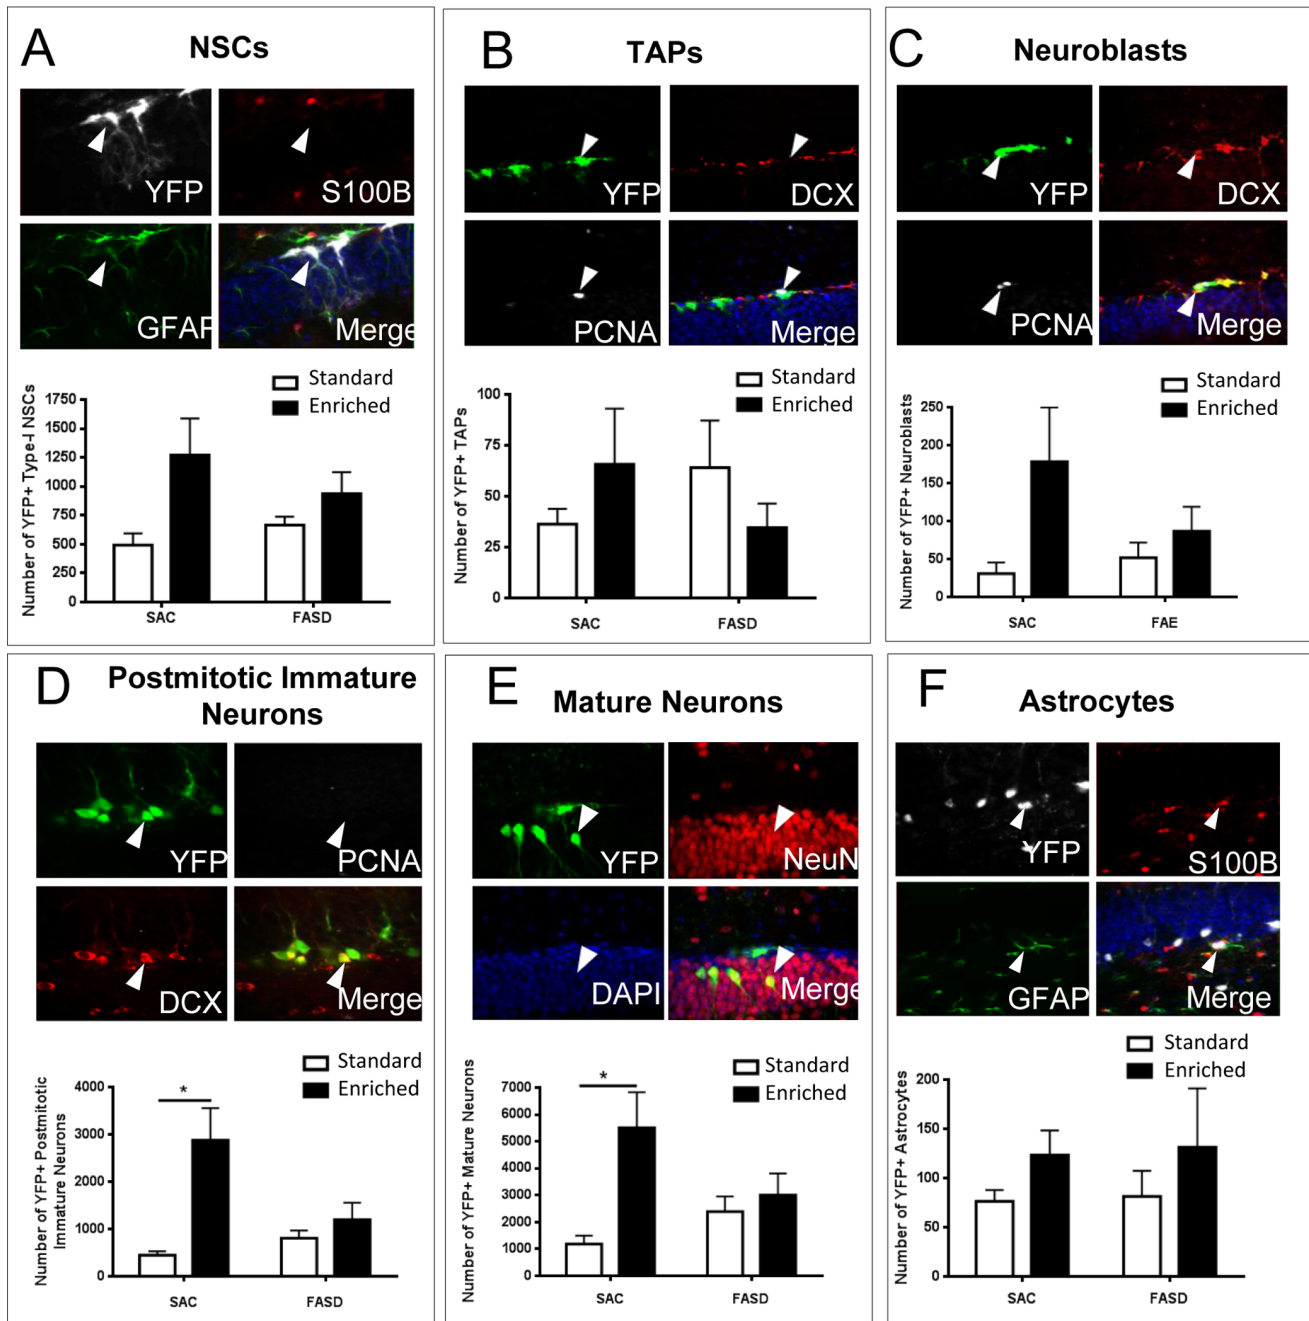 A
NSCs
YFP
S100B
GFAP
Merge
Standard
Enriched
Number of YFP+ Type-I NSCs
1750
1500
1250
1000
750
500
250
0
SAC
FASD
B
TAPs
YFP
DCX
PCNA
Merge
Standard
Enriched
Number of YFP+ TAPs
100
75
50
25
0
SAC
FASD
C
Neuroblasts
YFP
DCX
PCNA
Merge
Standard
Enriched
Number of YFP+ Neuroblasts
250
200
150
100
50
0
SAC
FAE
D
Postmitotic Immature
Neurons
YFP
PCNA
DCX
Merge
Standard
Enriched
Number of YFP+ Postmitotic
Immature Neurons
4000
3000
2000
1000
0
*
SAC
FASD
E
Mature Neurons
YFP
NeuN
DAPI
Merge
Standard
Enriched
Number of YFP+ Mature Neurons
7000
6000
5000
4000
3000
2000
1000
0
*
SAC
FASD
F
Astrocytes
YFP
S100B
GFAP
Merge
Standard
Enriched
Number of YFP+ Astrocytes
200
150
100
50
0
SAC
FASD